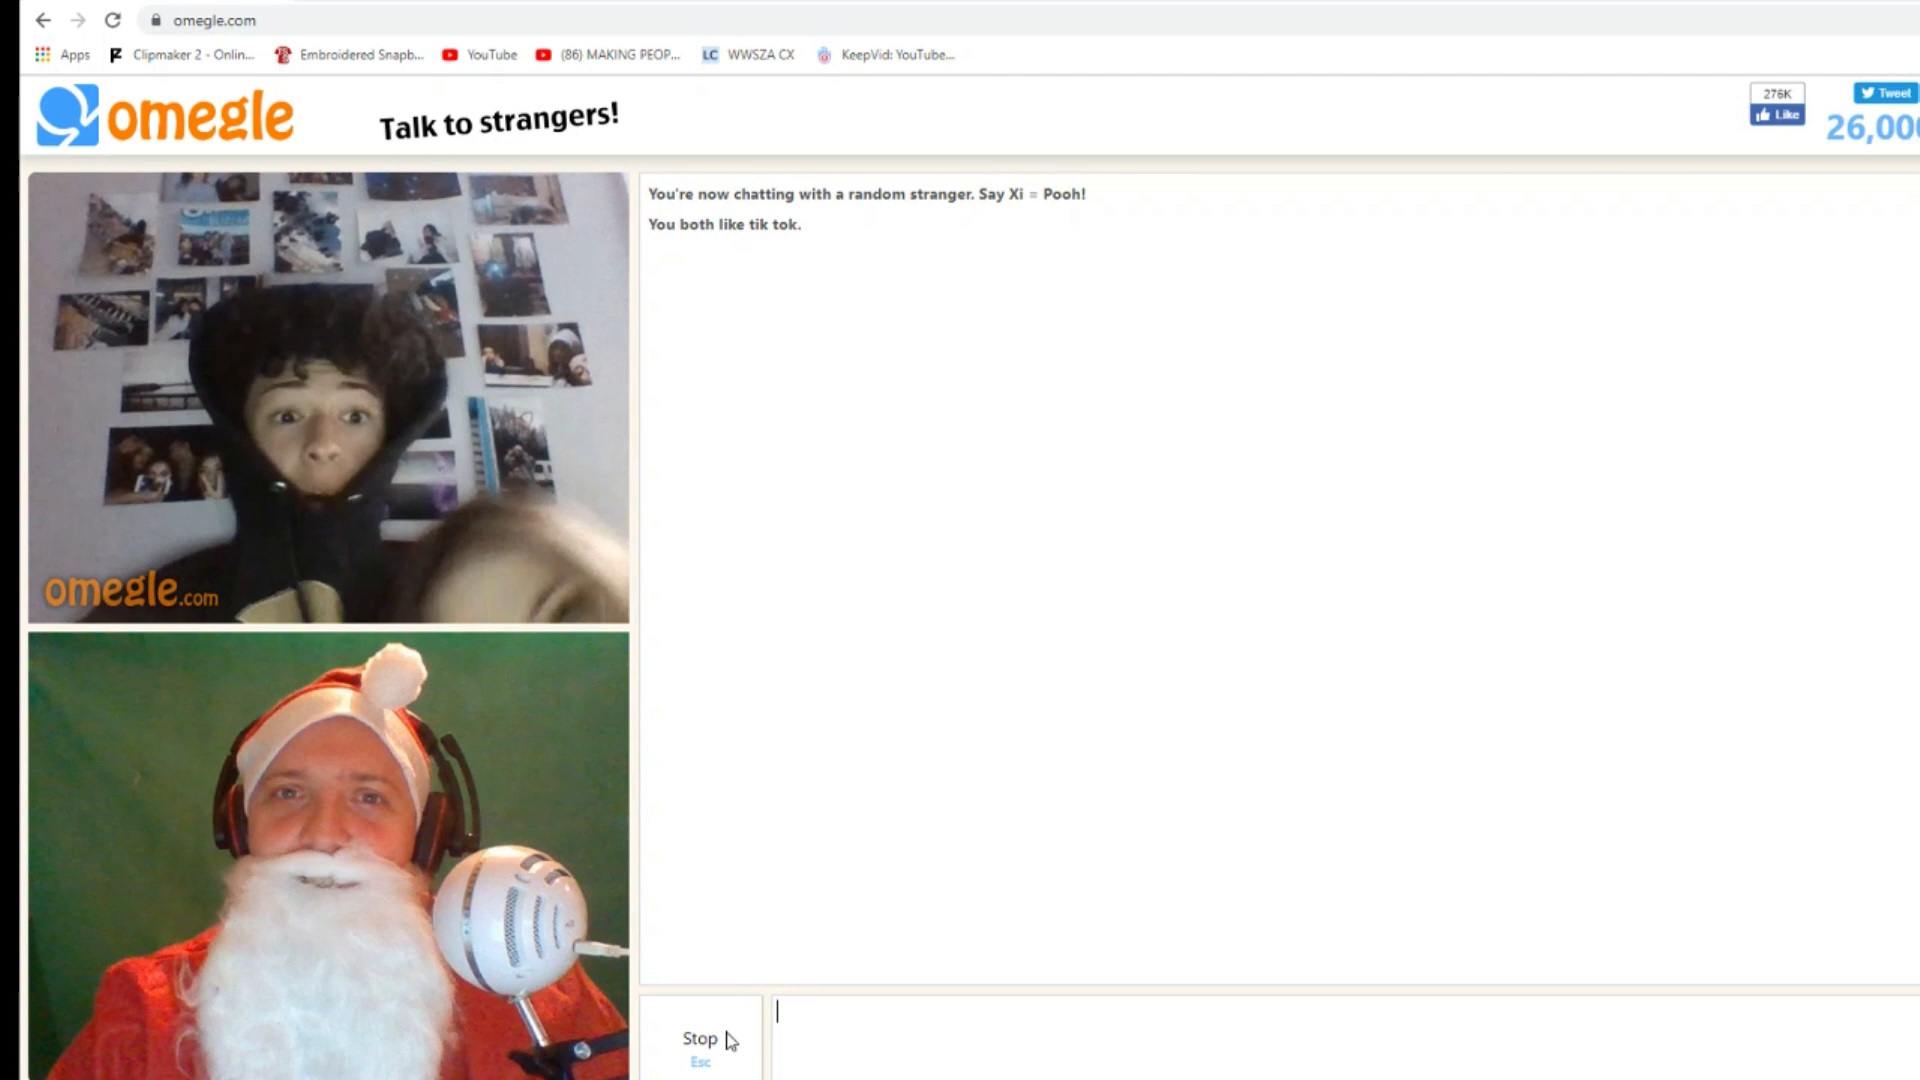 omegle.com
Apps Clipmaker 2 - Onlin... Embroidered Snapb... YouTube (86) MAKING PEOP... LC WWSZA CX KeepVid: YouTube...
omegle Talk to strangers!
276K
Like
Tweet
26,00
You're now chatting with a random stranger. Say Xi = Pooh!
You both like tik tok.
omegle.com
Stop
Esc